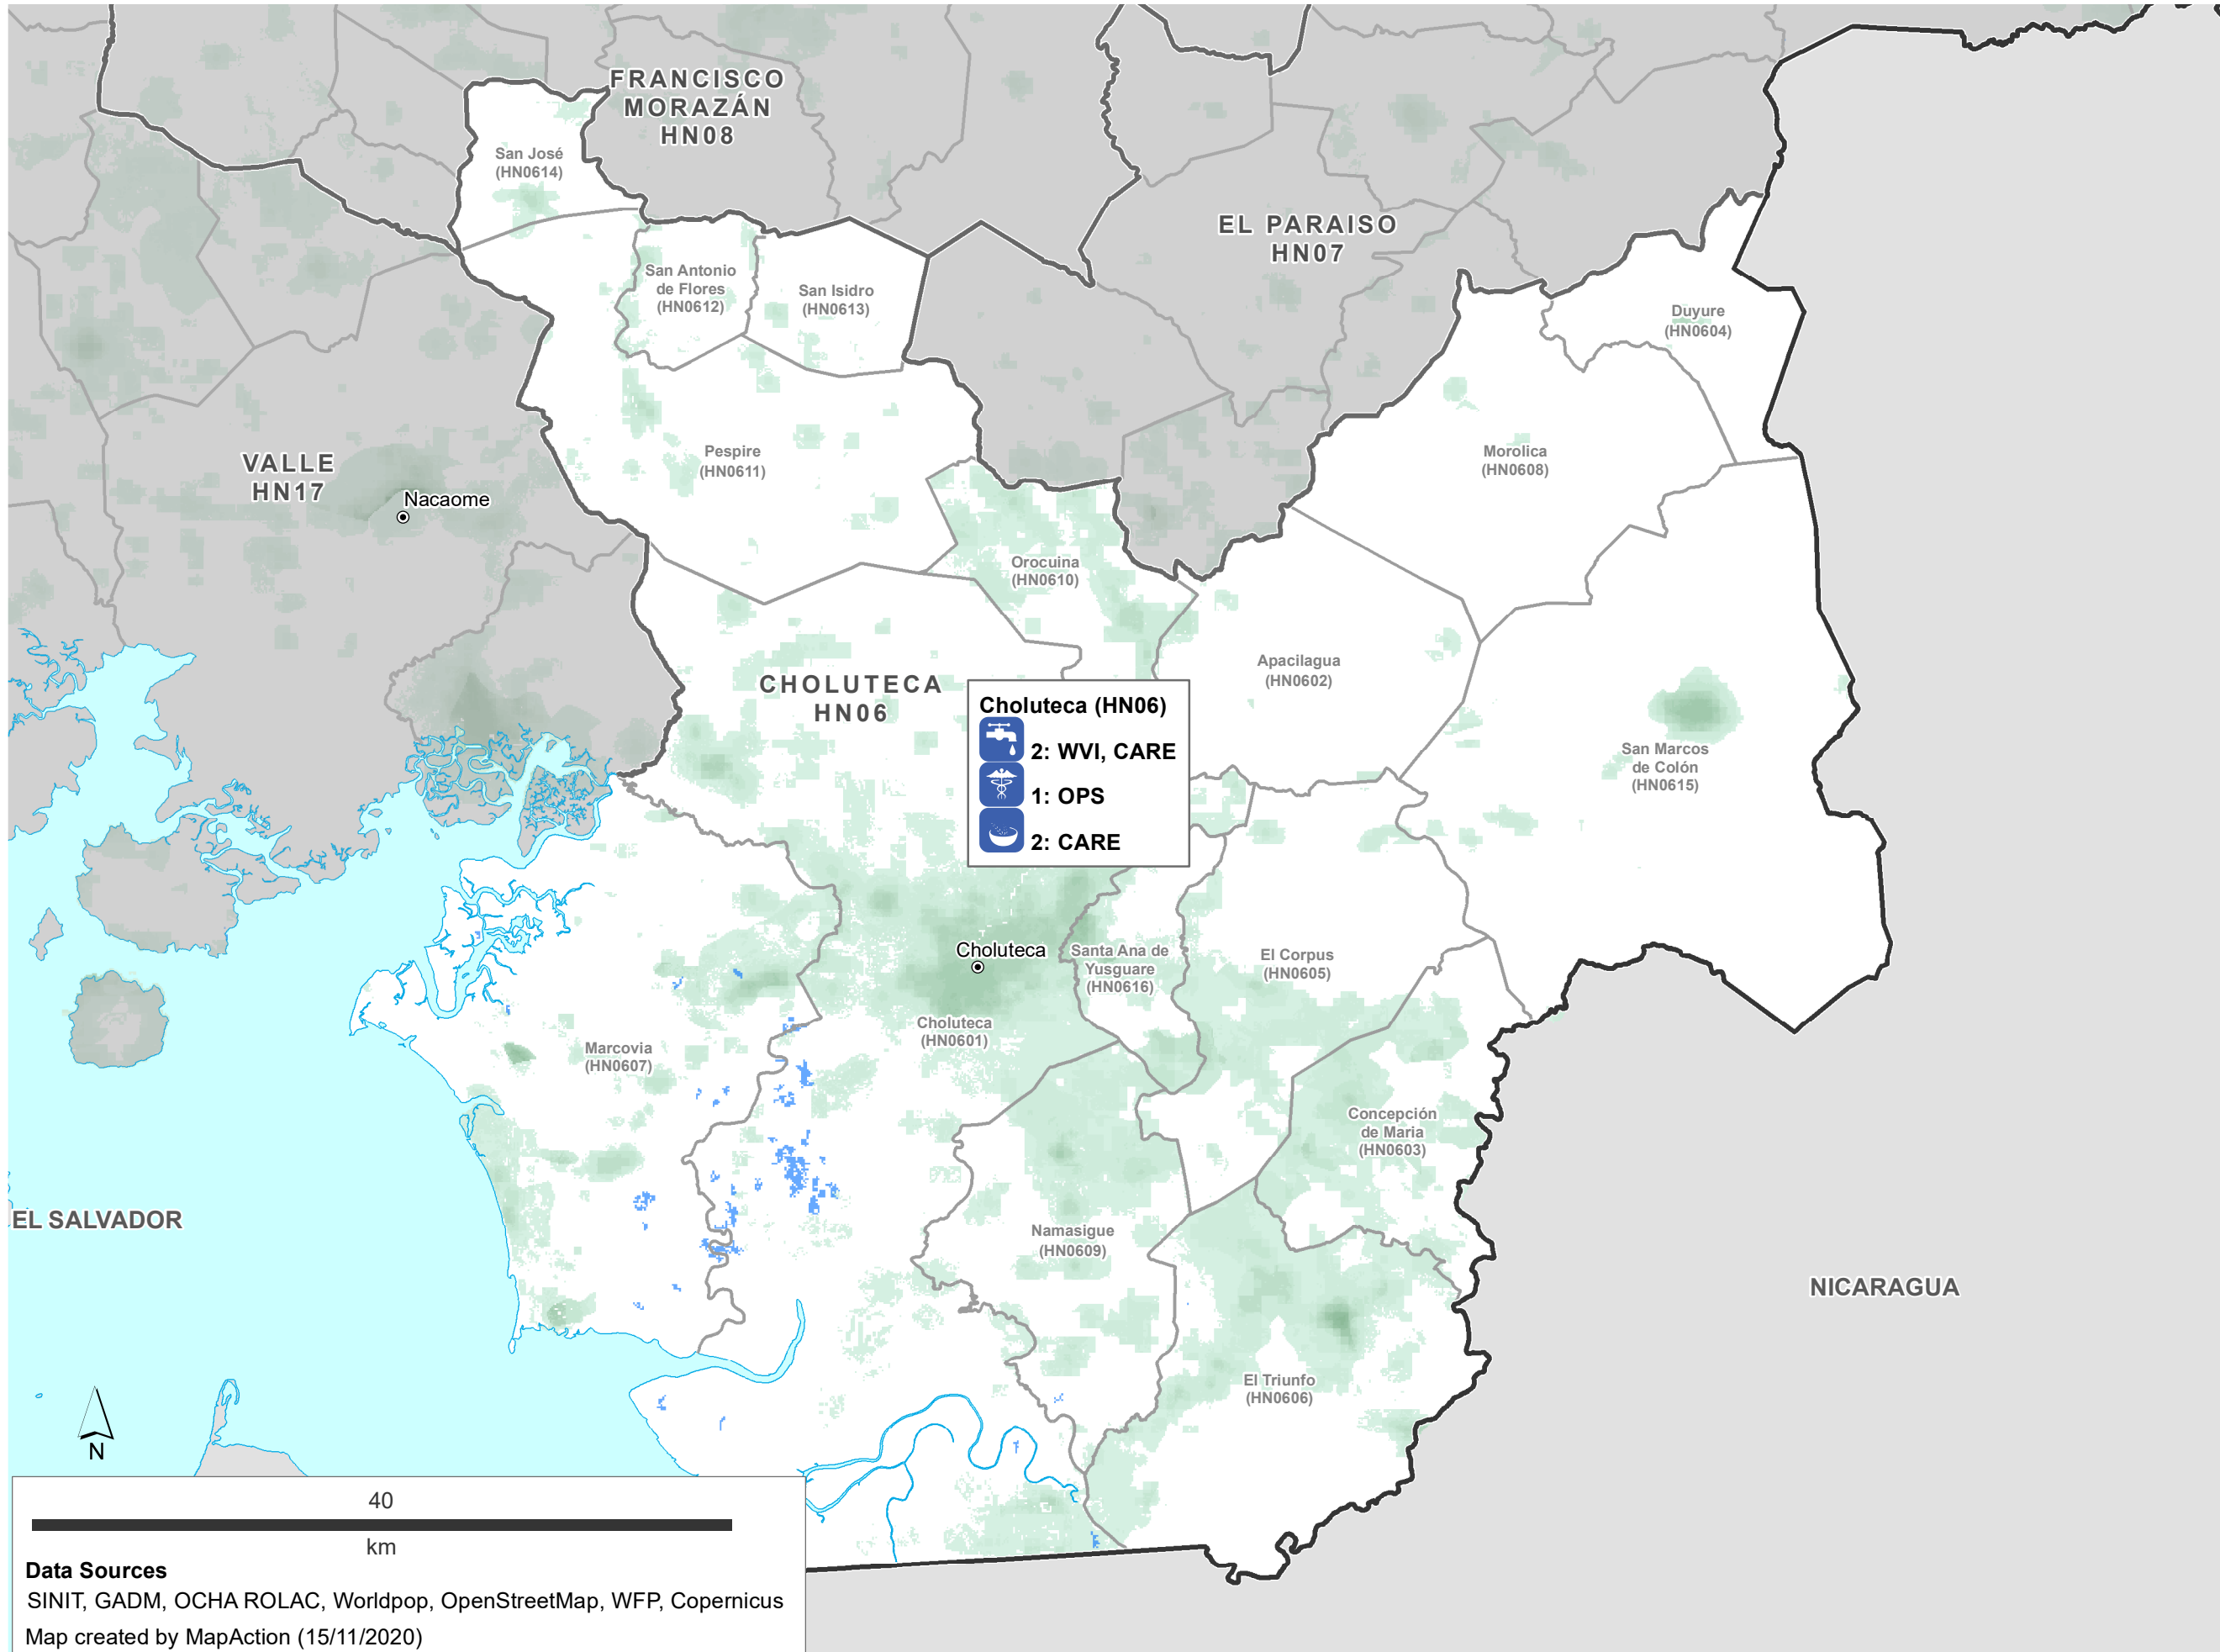 FRANCISCO
MORAZÁN
HN08
San José
(HN0614)
EL PARAISO
HN07
San Antonio
de Flores
(HN0612)
San Isidro
(HN0613)
Duyure
(HN0604)
Pespire
(HN0611)
Morolica
(HN0608)
VALLE
HN17
Nacaome
Orocuina
(HN0610)
Apacilagua
(HN0602)
CHOLUTECA
HN06
Choluteca (HN06)
2: WVI, CARE
1: OPS
2: CARE
San Marcos
de Colón
(HN0615)
Choluteca
Santa Ana de
Yusguare
(HN0616)
El Corpus
(HN0605)
Choluteca
(HN0601)
Marcovia
(HN0607)
Concepción
de Maria
(HN0603)
EL SALVADOR
Namasigue
(HN0609)
NICARAGUA
El Triunfo
(HN0606)
N
40
km
Data Sources
SINIT, GADM, OCHA ROLAC, Worldpop, OpenStreetMap, WFP, Copernicus
Map created by MapAction (15/11/2020)